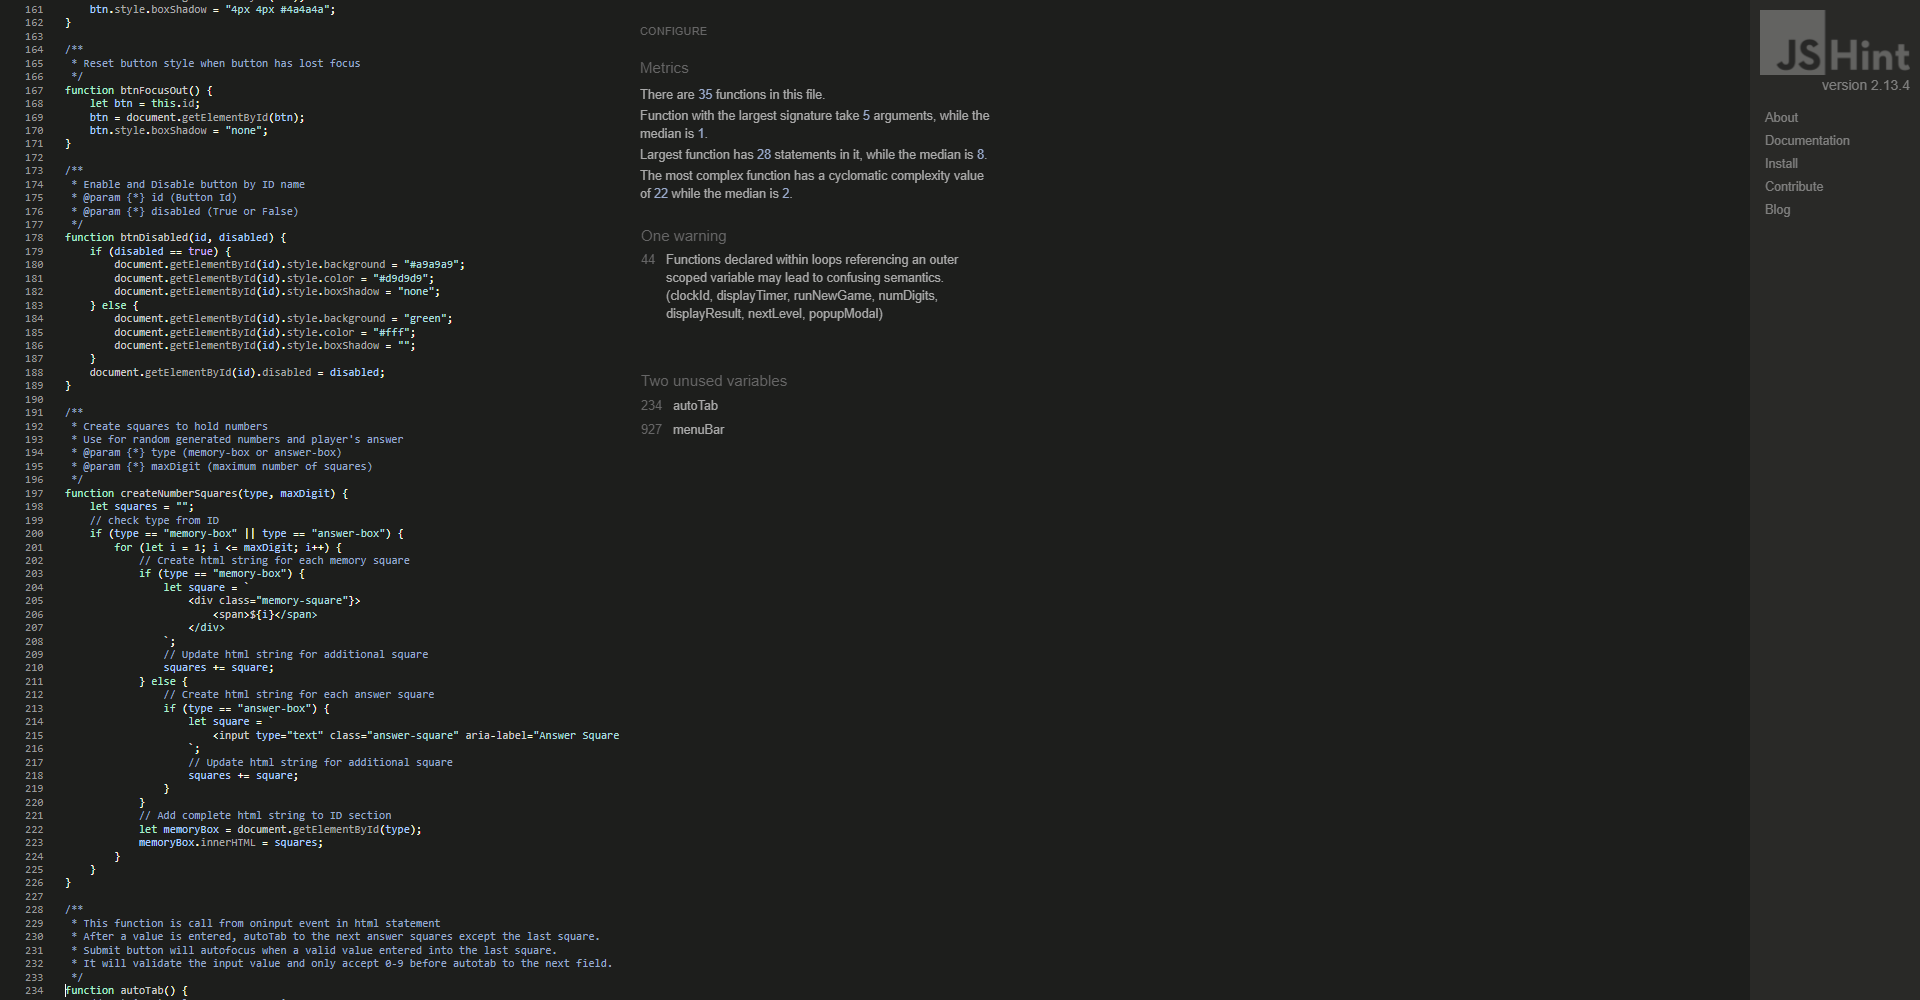 161 btn.style.boxShadow = "4px 4px #4a4a4a";
162 }
163
164 /**
165 * Reset button style when button has lost focus
166 */
167 function btnFocusOut() {
168 let btn = this.id;
169 btn = document.getElementById(btn);
170 btn.style.boxShadow = "none";
171 }
172
173 /**
174 * Enable and Disable button by ID name
175 * @param {*} id (Button Id)
176 * @param {*} disabled (True or False)
177 */
178 function btnDisabled(id, disabled) {
179 if (disabled == true) {
180 document.getElementById(id).style.background = "#a9a9a9";
181 document.getElementById(id).style.color = "#d9d9d9";
182 document.getElementById(id).style.boxShadow = "none";
183 } else {
184 document.getElementById(id).style.background = "green";
185 document.getElementById(id).style.color = "#fff";
186 document.getElementById(id).style.boxShadow = "";
187 }
188 document.getElementById(id).disabled = disabled;
189 }
190
191 /**
192 * Create squares to hold numbers
193 * Use for random generated numbers and player's answer
194 * @param {*} type (memory-box or answer-box)
195 * @param {*} maxDigit (maximum number of squares)
196 */
197 function createNumberSquares(type, maxDigit) {
198 let squares = "";
199 // check type from ID
200 if (type == "memory-box" || type == "answer-box") {
201 for (let i = 1; i <= maxDigit; i++) {
202 // Create html string for each memory square
203 if (type == "memory-box") {
204 let square = `
205 <div class="memory-square"}>
206 <span>${i}</span>
207 </div>
208 `;
209 // Update html string for additional square
210 squares += square;
211 } else {
212 // Create html string for each answer square
213 if (type == "answer-box") {
214 let square = `
215 <input type="text" class="answer-square" aria-label="Answer Square
216 `;
217 // Update html string for additional square
218 squares += square;
219 }
220 }
221 // Add complete html string to ID section
222 let memoryBox = document.getElementById(type);
223 memoryBox.innerHTML = squares;
224 }
225 }
226 }
227
228 /**
229 * This function is call from oninput event in html statement
230 * After a value is entered, autoTab to the next answer squares except the last square.
231 * Submit button will autofocus when a valid value entered into the last square.
232 * It will validate the input value and only accept 0-9 before autotab to the next field.
233 */
234 function autoTab() {
CONFIGURE
Metrics
There are 35 functions in this file.
Function with the largest signature take 5 arguments, while the
median is 1.
Largest function has 28 statements in it, while the median is 8.
The most complex function has a cyclomatic complexity value
of 22 while the median is 2.
One warning
44 Functions declared within loops referencing an outer
scoped variable may lead to confusing semantics.
(clockId, displayTimer, runNewGame, numDigits,
displayResult, nextLevel, popupModal)
Two unused variables
234 autoTab
927 menuBar
JSHint
version 2.13.4
About
Documentation
Install
Contribute
Blog